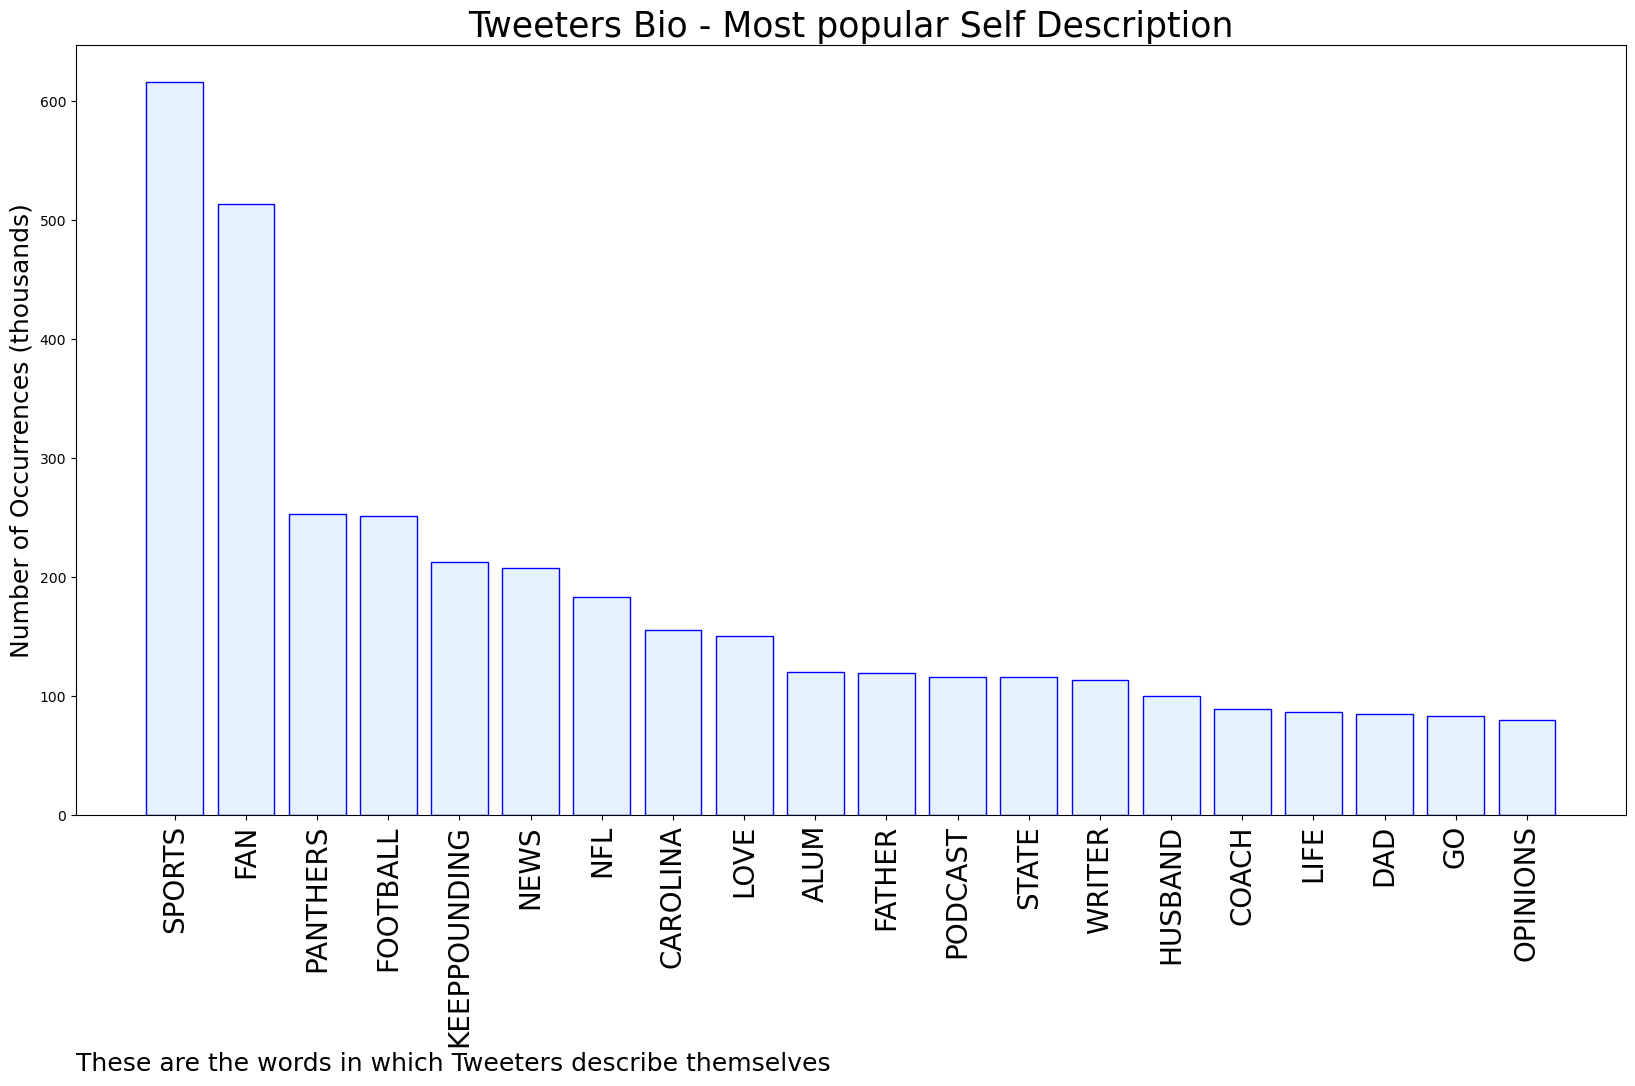 Tweeters Bio - Most popular Self Description
Number of Occurrences (thousands)
600
500
400
300
200
100
0
SPORTS
FAN
PANTHERS
FOOTBALL
KEEPPOUNDING
NEWS
NFL
CAROLINA
LOVE
ALUM
FATHER
PODCAST
STATE
WRITER
HUSBAND
COACH
LIFE
DAD
GO
OPINIONS
These are the words in which Tweeters describe themselves